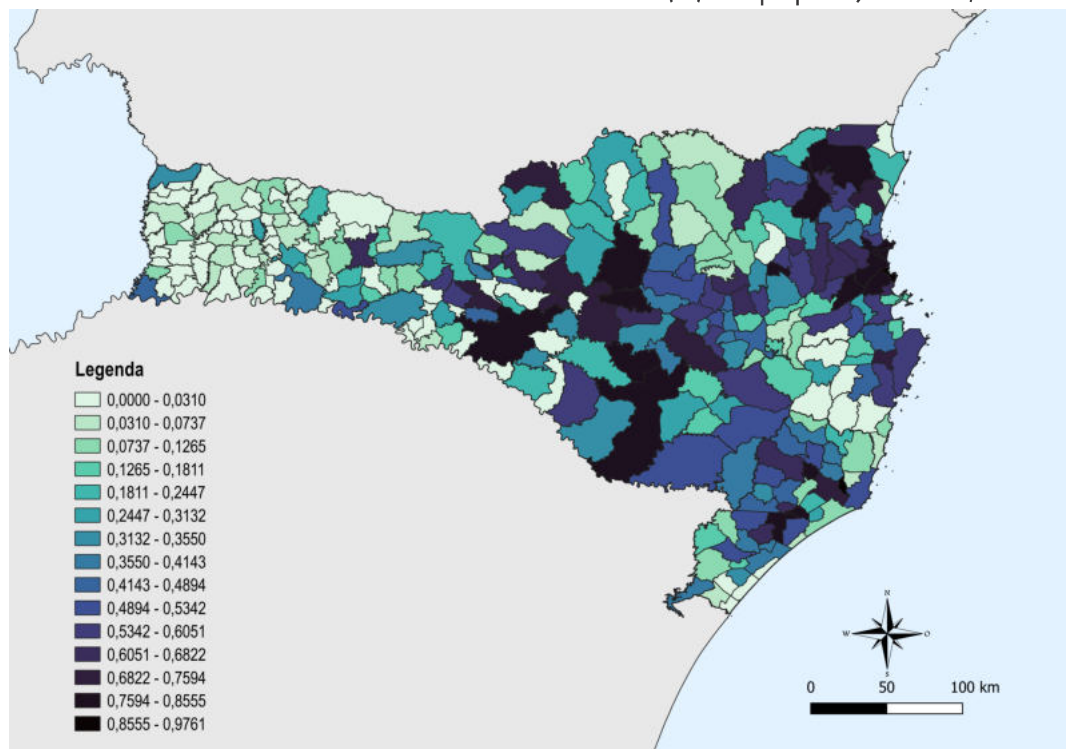 Legenda
0,0000 - 0,0310
0,0310 - 0,0737
0,0737 - 0,1265
0,1265 - 0,1811
0,1811 - 0,2447
0,2447 - 0,3132
0,3132 - 0,3550
0,3550 - 0,4143
0,4143 - 0,4894
0,4894 - 0,5342
0,5342 - 0,6051
0,6051 - 0,6822
0,6822 - 0,7594
0,7594 - 0,8555
0,8555 - 0,9761
N
W O
S
0 50 100 km